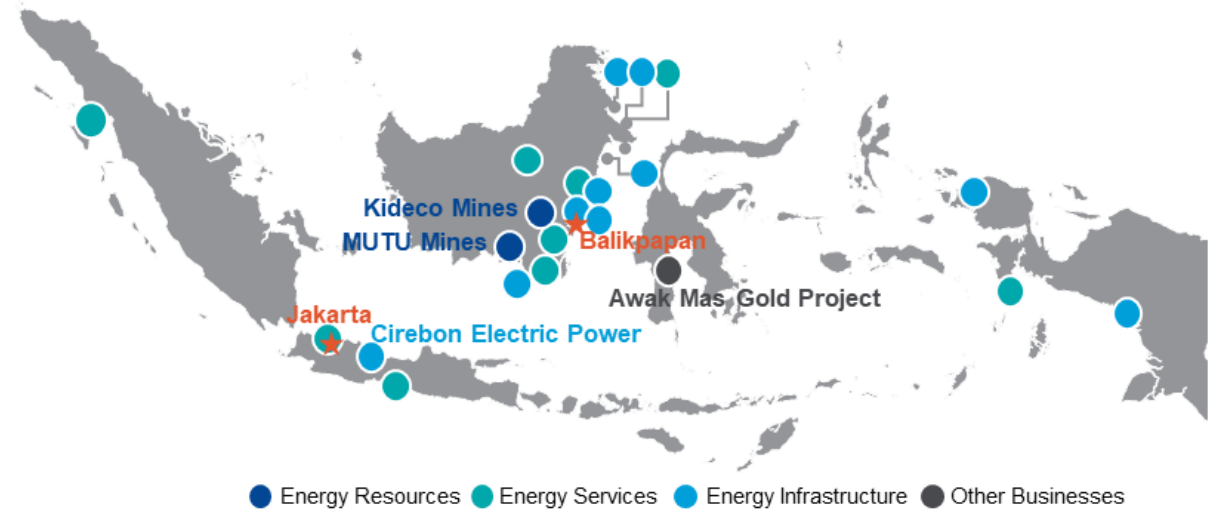 Kideco Mines
MUTU Mines
Balikpapan
Awak Mas Gold Project
Jakarta
Cirebon Electric Power
Energy Resources
Energy Services
Energy Infrastructure
Other Businesses